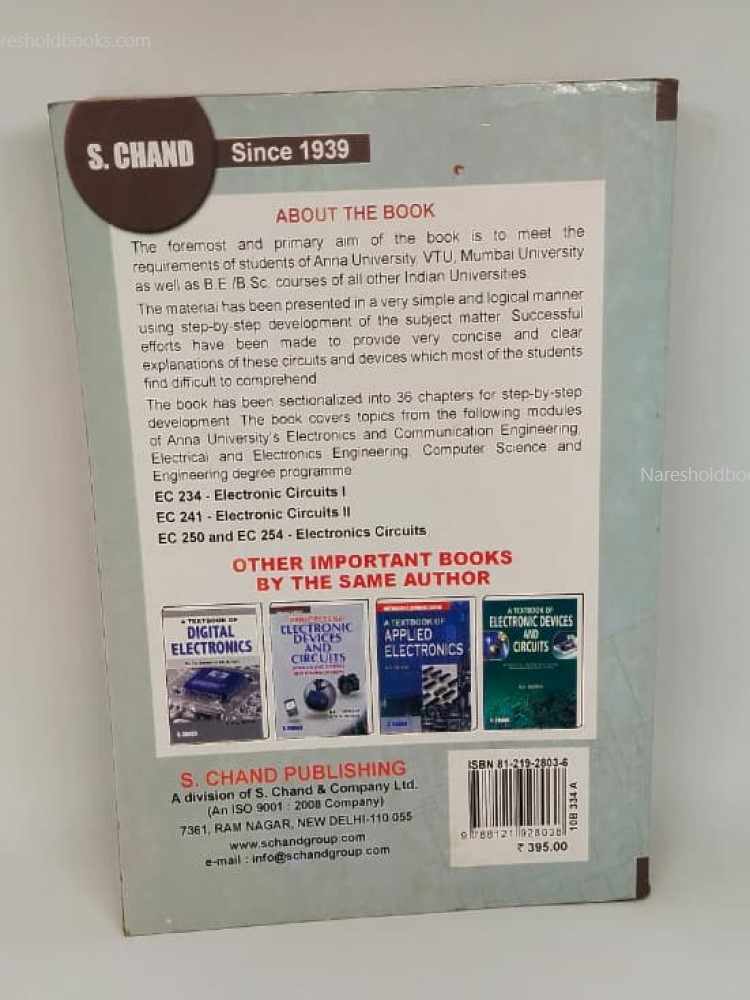 resholdbooks.com
S. CHAND
Since 1939
ABOUT THE BOOK
The foremost and primary aim of the book is to meet the
requirements of students of Anna University, VTU, Mumbai University
as well as B.E./B.Sc. courses of all other Indian Universities.
The material has been presented in a very simple and logical manner
using step-by-step development of the subject matter. Successful
efforts have been made to provide very concise and clear
explanations of these circuits and devices which most of the students
find difficult to comprehend.
The book has been sectionalized into 36 chapters for step-by-step
development. The book covers topics from the following modules
of Anna University's Electronics and Communication Engineering,
Electrical and Electronics Engineering, Computer Science and
Engineering degree programme
Naresholdboo
EC 234 - Electronic Circuits I
EC 241 - Electronic Circuits II
EC 250 and EC 254 - Electronics Circuits
OTHER IMPORTANT BOOKS
BY THE SAME AUTHOR
A TEXTBOOK OF
DIGITAL
ELECTRONICS
S. CHAND
ELECTRONIC
DEVICES
AND
CIRCUITS
A TEXTBOOK OF
APPLIED
ELECTRONICS
A TEXTBOOK OF
ELECTRONIC DEVICES
AND
CIRCUITS
S. CHAND PUBLISHING
A division of S. Chand & Company Ltd.
(An ISO 9001 : 2008 Company)
7361, RAM NAGAR, NEW DELHI-110 055
www.schandgroup.com
e-mail : info@schandgroup.com
ISBN 81-219-2803-6
9 788121 928038
10B 334 A
₹ 395.00